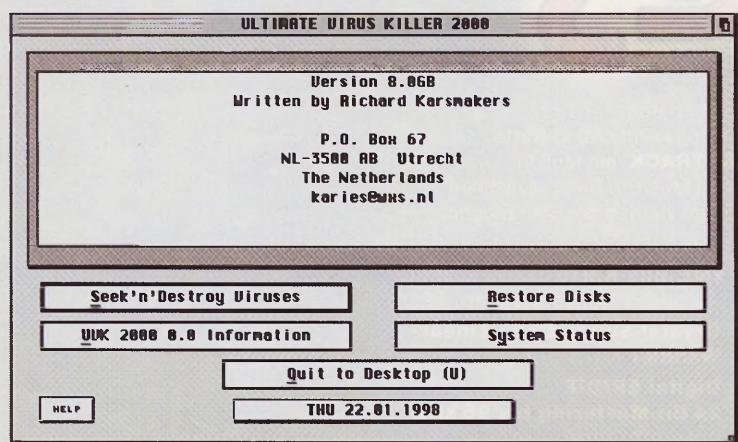 ULTIMATE VIRUS KILLER 2000
Version 8.0GB
Written by Richard Karsmakers
P.O. Box 67
NL-3500 AB Utrecht
The Netherlands
karies@wxs.nl
Seek'n'Destroy Viruses
Restore Disks
UVK 2000 8.0 Information
System Status
Quit to Desktop (U)
HELP
THU 22.01.1998